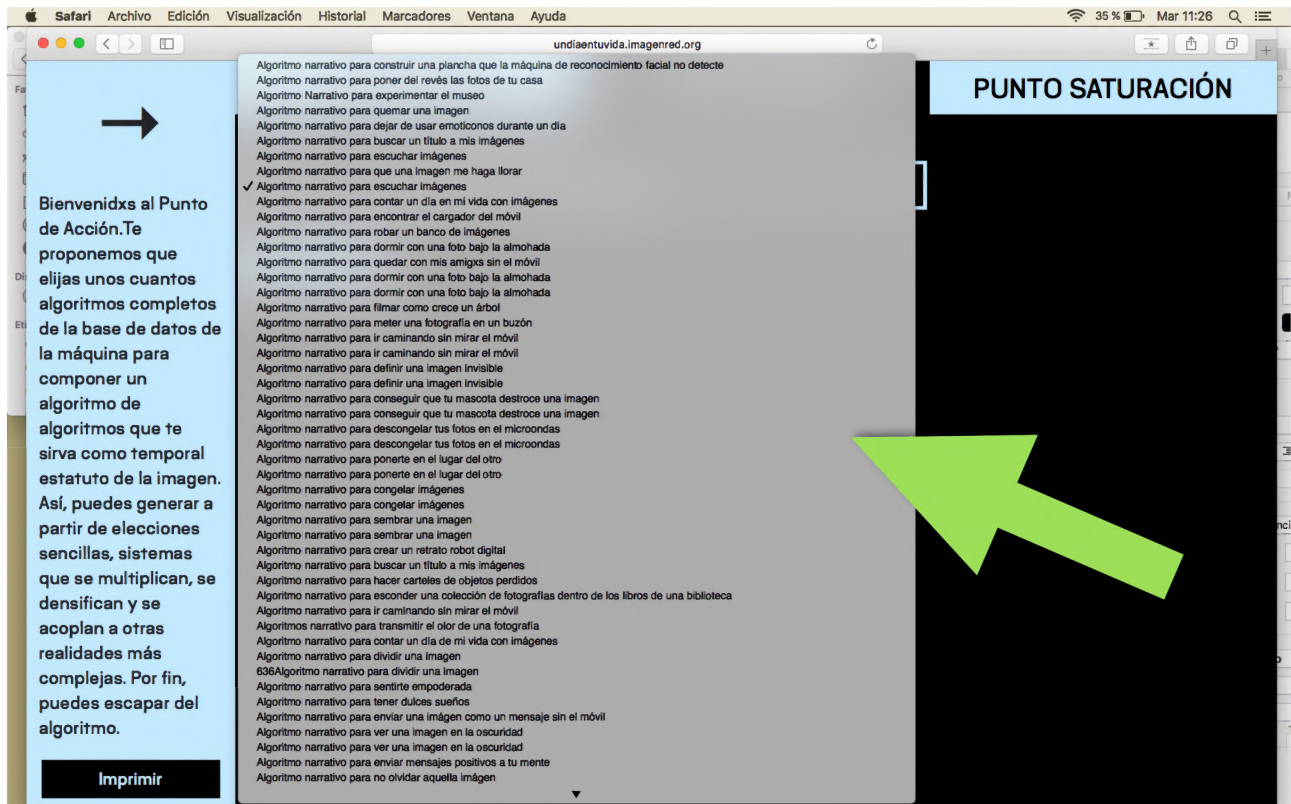 Safari Archivo Edición Visualización Historial Marcadores Ventana Ayuda 35 % Mar 11:26
undiaentuvida.imagenred.org
PUNTO SATURACIÓN
Bienvenidxs al Punto
de Acción.Te
proponemos que
elijas unos cuantos
algoritmos completos
de la base de datos de
la máquina para
componer un
algoritmo de
algoritmos que te
sirva como temporal
estatuto de la imagen.
Así, puedes generar a
partir de elecciones
sencillas, sistemas
que se multiplican, se
densifican y se
acoplan a otras
realidades más
complejas. Por fin,
puedes escapar del
algoritmo.
Imprimir
Algoritmo narrativo para construir una plancha que la máquina de reconocimiento facial no detecte
Algoritmo narrativo para poner del revés las fotos de tu casa
Algoritmo Narrativo para experimentar el museo
Algoritmo narrativo para quemar una imagen
Algoritmo narrativo para dejar de usar emoticonos durante un día
Algoritmo narrativo para buscar un título a mis imágenes
Algoritmo narrativo para escuchar imágenes
Algoritmo narrativo para que una imagen me haga llorar
✓ Algoritmo narrativo para escuchar imágenes
Algoritmo narrativo para contar un día en mi vida con imágenes
Algoritmo narrativo para encontrar el cargador del móvil
Algoritmo narrativo para robar un banco de imágenes
Algoritmo narrativo para dormir con una foto bajo la almohada
Algoritmo narrativo para quedar con mis amigxs sin el móvil
Algoritmo narrativo para dormir con una foto bajo la almohada
Algoritmo narrativo para dormir con una foto bajo la almohada
Algoritmo narrativo para filmar como crece un árbol
Algoritmo narrativo para meter una fotografía en un buzón
Algoritmo narrativo para ir caminando sin mirar el móvil
Algoritmo narrativo para ir caminando sin mirar el móvil
Algoritmo narrativo para definir una imagen invisible
Algoritmo narrativo para definir una imagen invisible
Algoritmo narrativo para conseguir que tu mascota destroce una imagen
Algoritmo narrativo para conseguir que tu mascota destroce una imagen
Algoritmo narrativo para descongelar tus fotos en el microondas
Algoritmo narrativo para descongelar tus fotos en el microondas
Algoritmo narrativo para ponerte en el lugar del otro
Algoritmo narrativo para ponerte en el lugar del otro
Algoritmo narrativo para congelar imágenes
Algoritmo narrativo para congelar imágenes
Algoritmo narrativo para sembrar una imagen
Algoritmo narrativo para sembrar una imagen
Algoritmo narrativo para crear un retrato robot digital
Algoritmo narrativo para buscar un título a mis imágenes
Algoritmo narrativo para hacer carteles de objetos perdidos
Algoritmo narrativo para esconder una colección de fotografías dentro de los libros de una biblioteca
Algoritmo narrativo para ir caminando sin mirar el móvil
Algoritmos narrativo para transmitir el olor de una fotografía
Algoritmo narrativo para contar un día de mi vida con imágenes
Algoritmo narrativo para dividir una imagen
636Algoritmo narrativo para dividir una imagen
Algoritmo narrativo para sentirte empoderada
Algoritmo narrativo para tener dulces sueños
Algoritmo narrativo para enviar una imágen como un mensaje sin el móvil
Algoritmo narrativo para ver una imagen en la oscuridad
Algoritmo narrativo para ver una imagen en la oscuridad
Algoritmo narrativo para enviar mensajes positivos a tu mente
Algoritmo narrativo para no olvidar aquella imágen